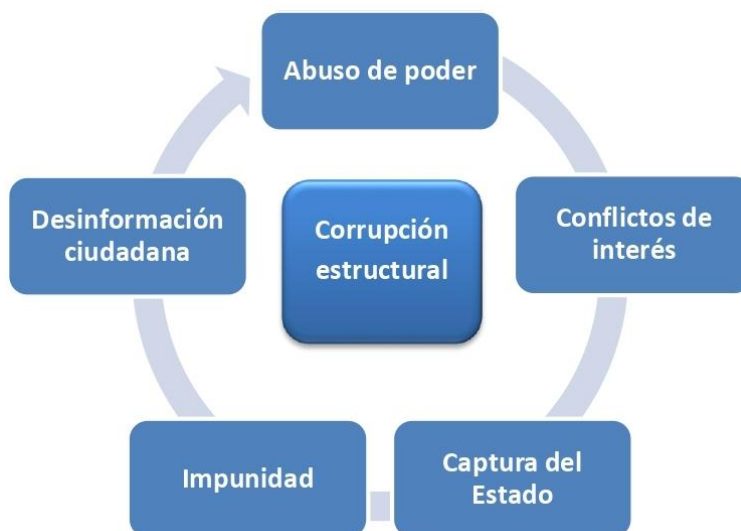 Abuso de poder
Conflictos de
interés
Captura del
Estado
Impunidad
Desinformación
ciudadana
Corrupción
estructural